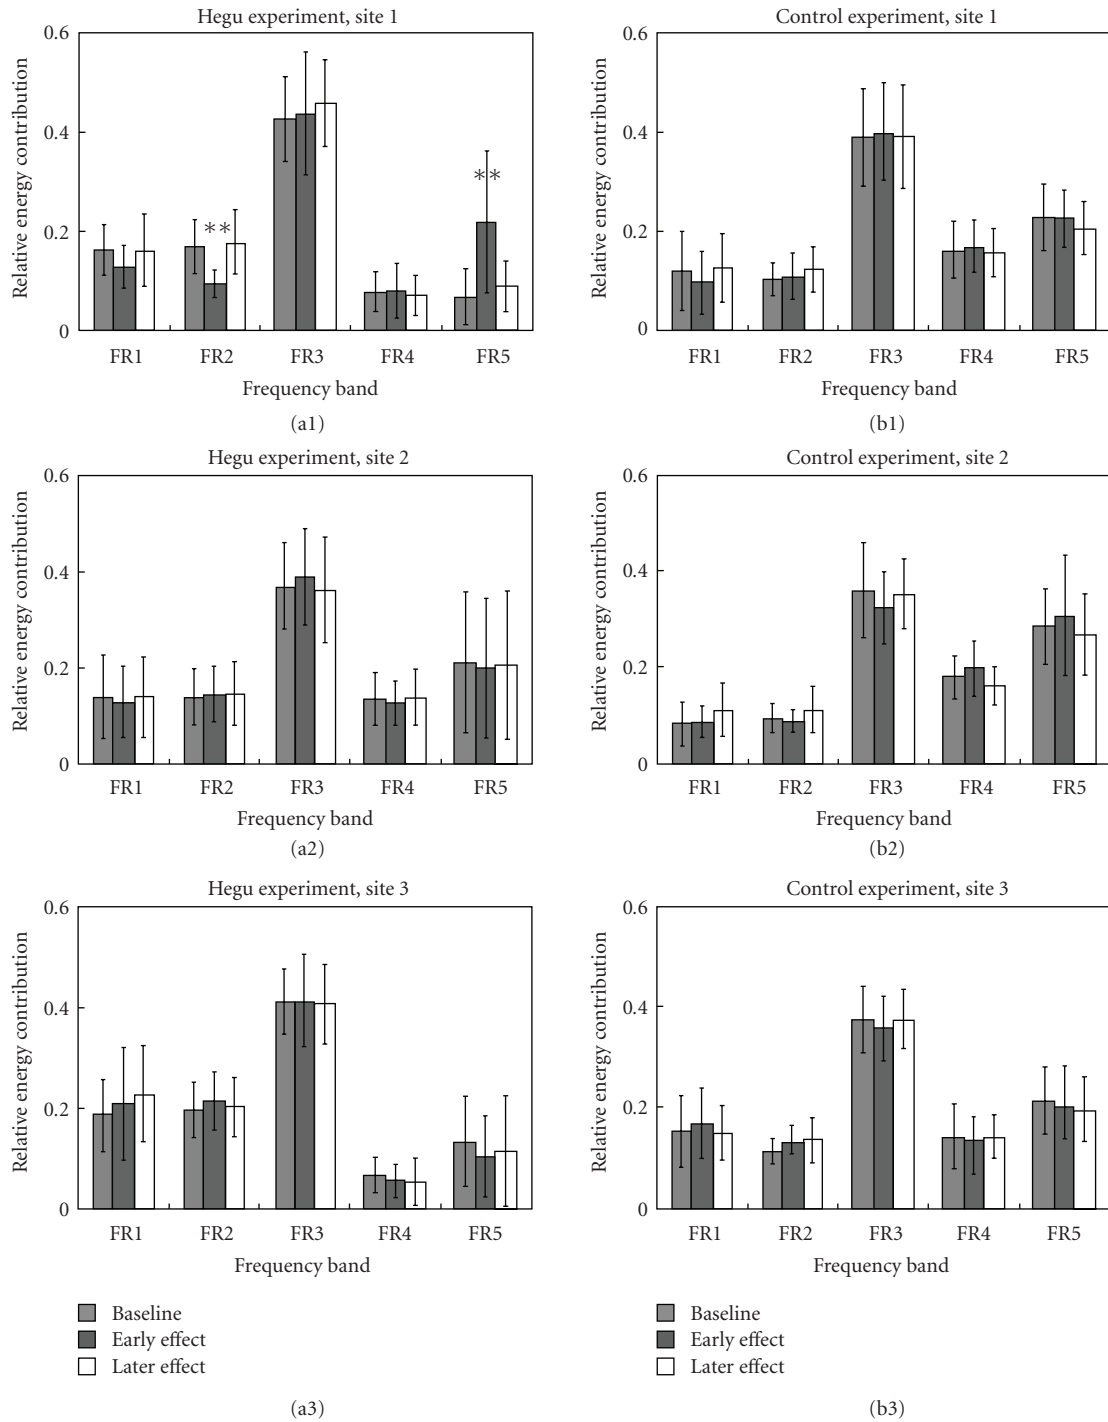 Hegu experiment, site 1
Relative energy contribution
0.6
0.4
0.2
0
**
**
FR1 FR2 FR3 FR4 FR5
Frequency band
(a1)
Control experiment, site 1
Relative energy contribution
0.6
0.4
0.2
0
FR1 FR2 FR3 FR4 FR5
Frequency band
(b1)
Hegu experiment, site 2
Relative energy contribution
0.6
0.4
0.2
0
FR1 FR2 FR3 FR4 FR5
Frequency band
(a2)
Control experiment, site 2
Relative energy contribution
0.6
0.4
0.2
0
FR1 FR2 FR3 FR4 FR5
Frequency band
(b2)
Hegu experiment, site 3
Relative energy contribution
0.6
0.4
0.2
0
FR1 FR2 FR3 FR4 FR5
Frequency band
Baseline
Early effect
Later effect
(a3)
Control experiment, site 3
Relative energy contribution
0.6
0.4
0.2
0
FR1 FR2 FR3 FR4 FR5
Frequency band
Baseline
Early effect
Later effect
(b3)